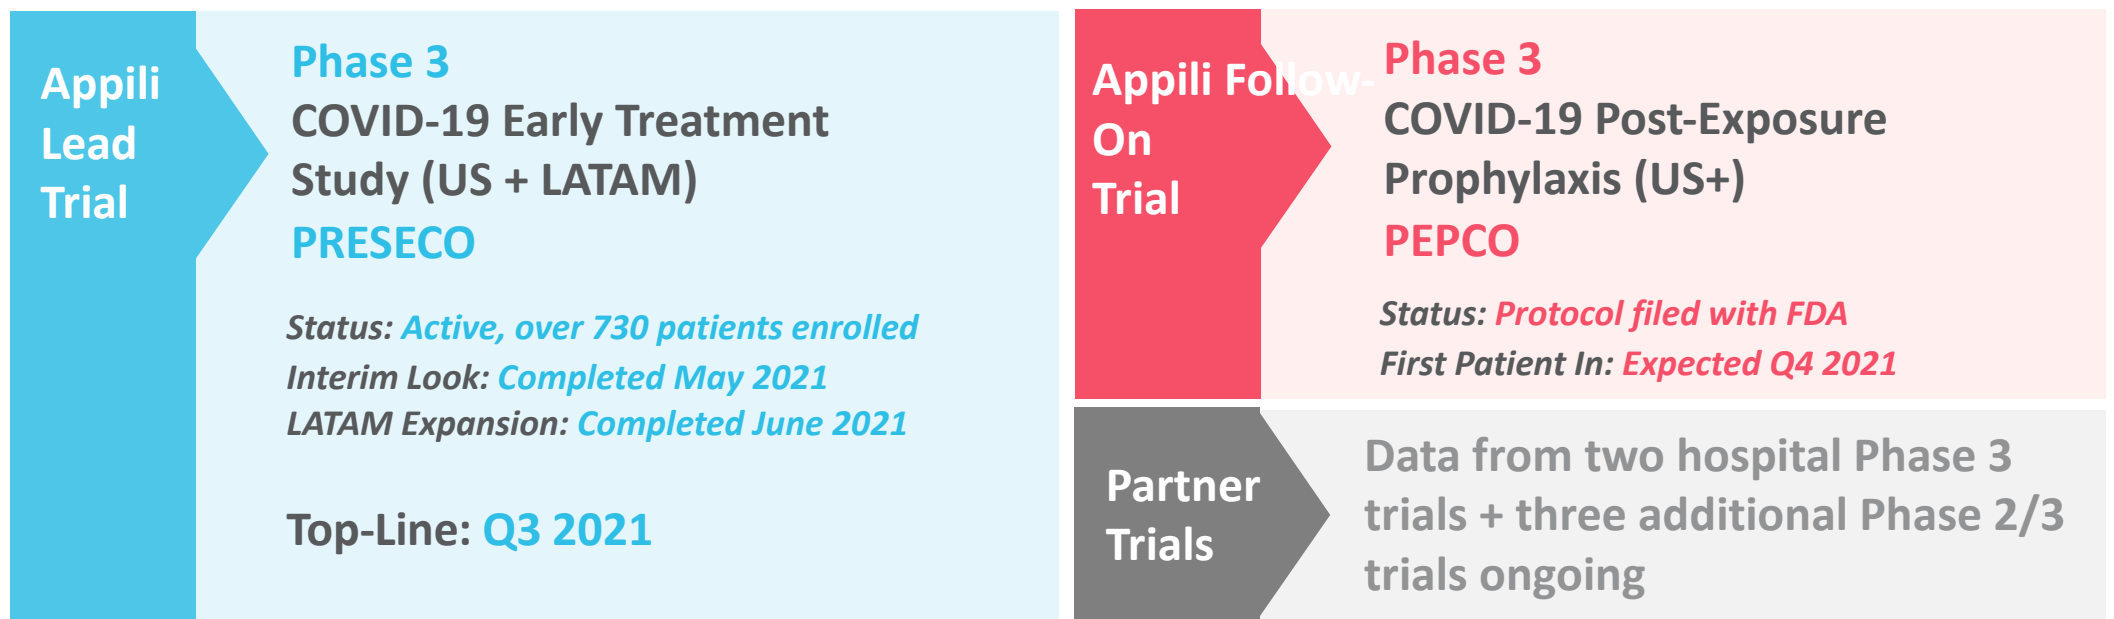 Appili
Lead
Trial
Phase 3
COVID-19 Early Treatment
Study (US + LATAM)
PRESECO
Status: Active, over 730 patients enrolled
Interim Look: Completed May 2021
LATAM Expansion: Completed June 2021
Top-Line: Q3 2021
Appili Follow-
On
Trial
Phase 3
COVID-19 Post-Exposure
Prophylaxis (US+)
PEPCO
Status: Protocol filed with FDA
First Patient In: Expected Q4 2021
Partner
Trials
Data from two hospital Phase 3
trials + three additional Phase 2/3
trials ongoing